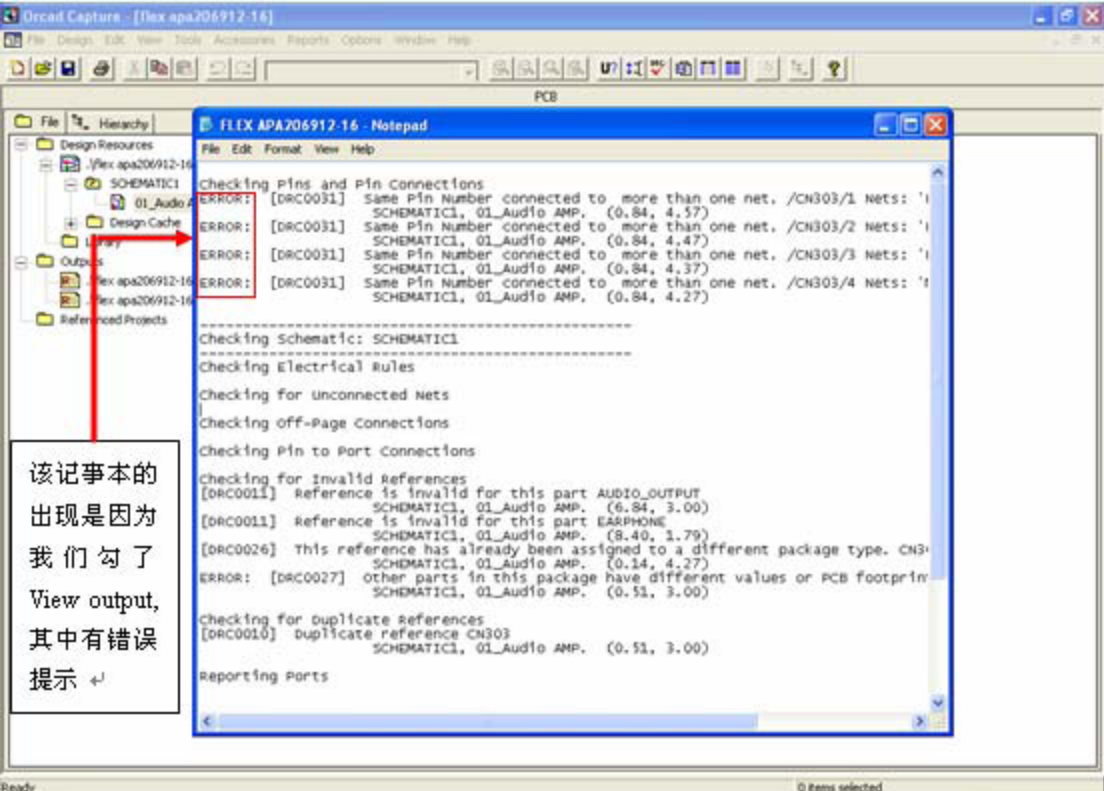 Orcad Capture - [flex apa206912-16]
File Design Edit View Tools Accessories Reports Options Window Help
U?
PCB
File Hierarchy
Design Resources
.\flex apa206912-16
SCHEMATIC1
01_Audio A
Design Cache
Library
Outputs
.\flex apa206912-16
.\flex apa206912-16
Referenced Projects
FLEX APA206912-16 - Notepad
File Edit Format View Help
Checking Pins and Pin Connections
ERROR: [DRC0031] Same Pin Number connected to more than one net. /CN303/1 Nets: '
SCHEMATIC1, 01_Audio AMP. (0.84, 4.57)
ERROR: [DRC0031] Same Pin Number connected to more than one net. /CN303/2 Nets: '
SCHEMATIC1, 01_Audio AMP. (0.84, 4.47)
ERROR: [DRC0031] Same Pin Number connected to more than one net. /CN303/3 Nets: '
SCHEMATIC1, 01_Audio AMP. (0.84, 4.37)
ERROR: [DRC0031] Same Pin Number connected to more than one net. /CN303/4 Nets: '
SCHEMATIC1, 01_Audio AMP. (0.84, 4.27)
--------------------------------------------------
Checking Schematic: SCHEMATIC1
--------------------------------------------------
Checking Electrical Rules
Checking for Unconnected Nets
Checking Off-Page Connections
Checking Pin to Port Connections
Checking for Invalid References
[DRC0011] Reference is invalid for this part AUDIO_OUTPUT
SCHEMATIC1, 01_Audio AMP. (6.84, 3.00)
[DRC0011] Reference is invalid for this part EARPHONE
SCHEMATIC1, 01_Audio AMP. (8.40, 1.79)
[DRC0026] This reference has already been assigned to a different package type. CN3
SCHEMATIC1, 01_Audio AMP. (0.14, 4.27)
ERROR: [DRC0027] Other parts in this package have different values or PCB footprin
SCHEMATIC1, 01_Audio AMP. (0.51, 3.00)
Checking for Duplicate References
[DRC0010] Duplicate reference CN303
SCHEMATIC1, 01_Audio AMP. (0.51, 3.00)
Reporting Ports
该记事本的
出现是因为
我们勾了
View output,
其中有错误
提示 ↵
Ready
0 items selected